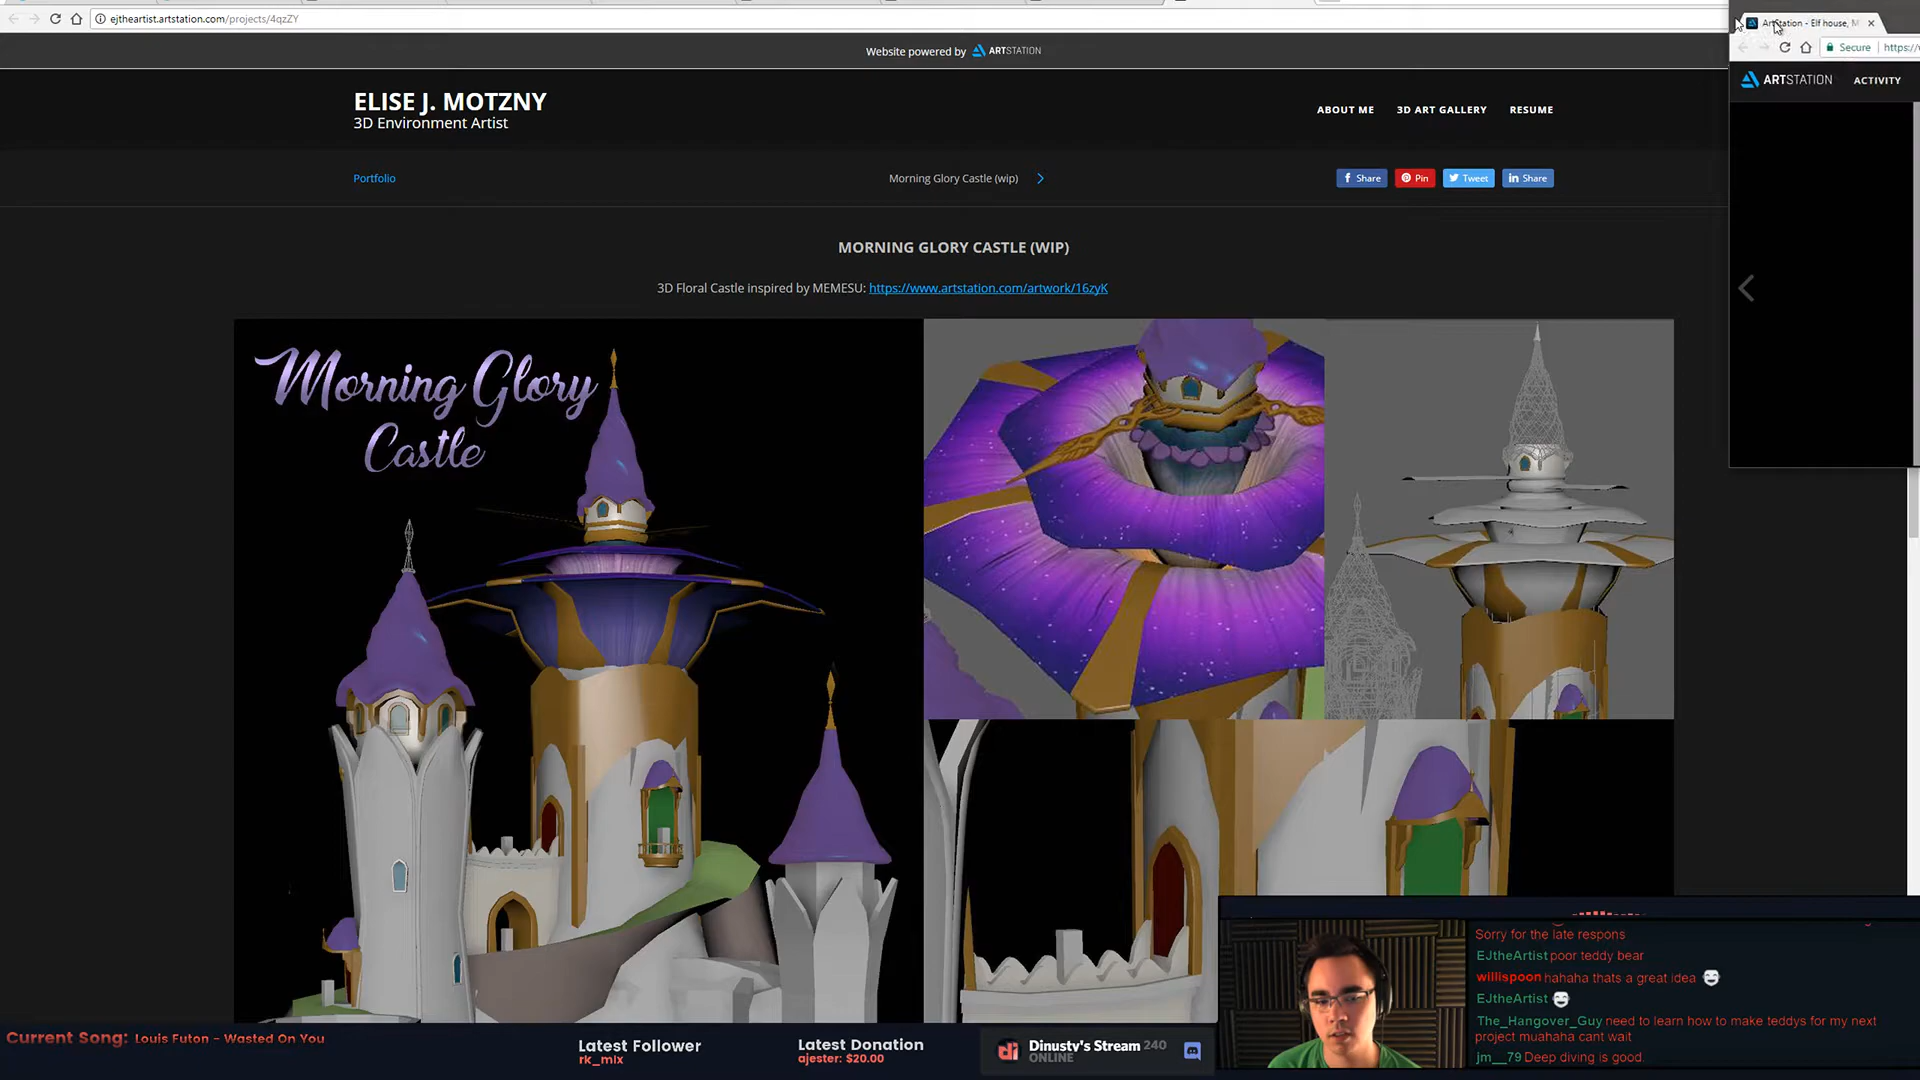 ejtheartist.artstation.com/projects/4qzZY
ArtStation - Elf house, M
Secure
https://
Website powered by ARTSTATION
ARTSTATION
ACTIVITY
ELISE J. MOTZNY
3D Environment Artist
ABOUT ME
3D ART GALLERY
RESUME
Portfolio
Morning Glory Castle (wip)
Share
Pin
Tweet
Share
MORNING GLORY CASTLE (WIP)
3D Floral Castle inspired by MEMESU: https://www.artstation.com/artwork/16zyK
Morning Glory
Castle
Sorry for the late respons
EJtheArtist poor teddy bear
willispoon hahaha thats a great idea
EJtheArtist
The_Hangover_Guy need to learn how to make teddys for my next
project muahaha cant wait
jm__79 Deep diving is good.
Current Song: Louis Futon - Wasted On You
Latest Follower
rk_mix
Latest Donation
ajester: $20.00
Dinusty's Stream 240
ONLINE